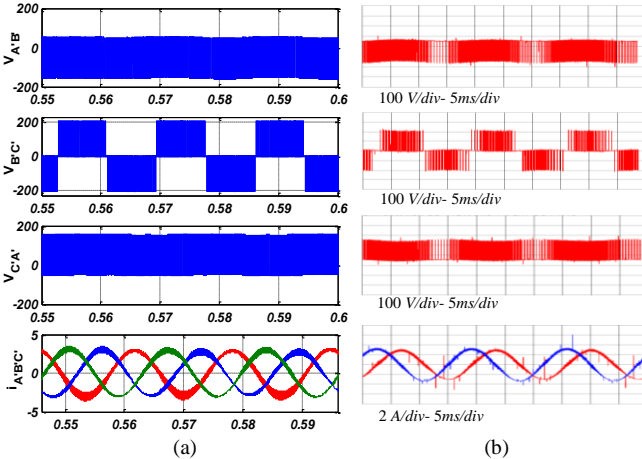 200
0
-200
V_A'B'
0.55 0.56 0.57 0.58 0.59 0.6
100 V/div- 5ms/div
200
0
-200
V_B'C'
0.55 0.56 0.57 0.58 0.59 0.6
100 V/div- 5ms/div
200
0
-200
V_C'A'
0.55 0.56 0.57 0.58 0.59 0.6
100 V/div- 5ms/div
5
0
-5
i_A'B'C'
0.55 0.56 0.57 0.58 0.59
2 A/div- 5ms/div
(a) (b)